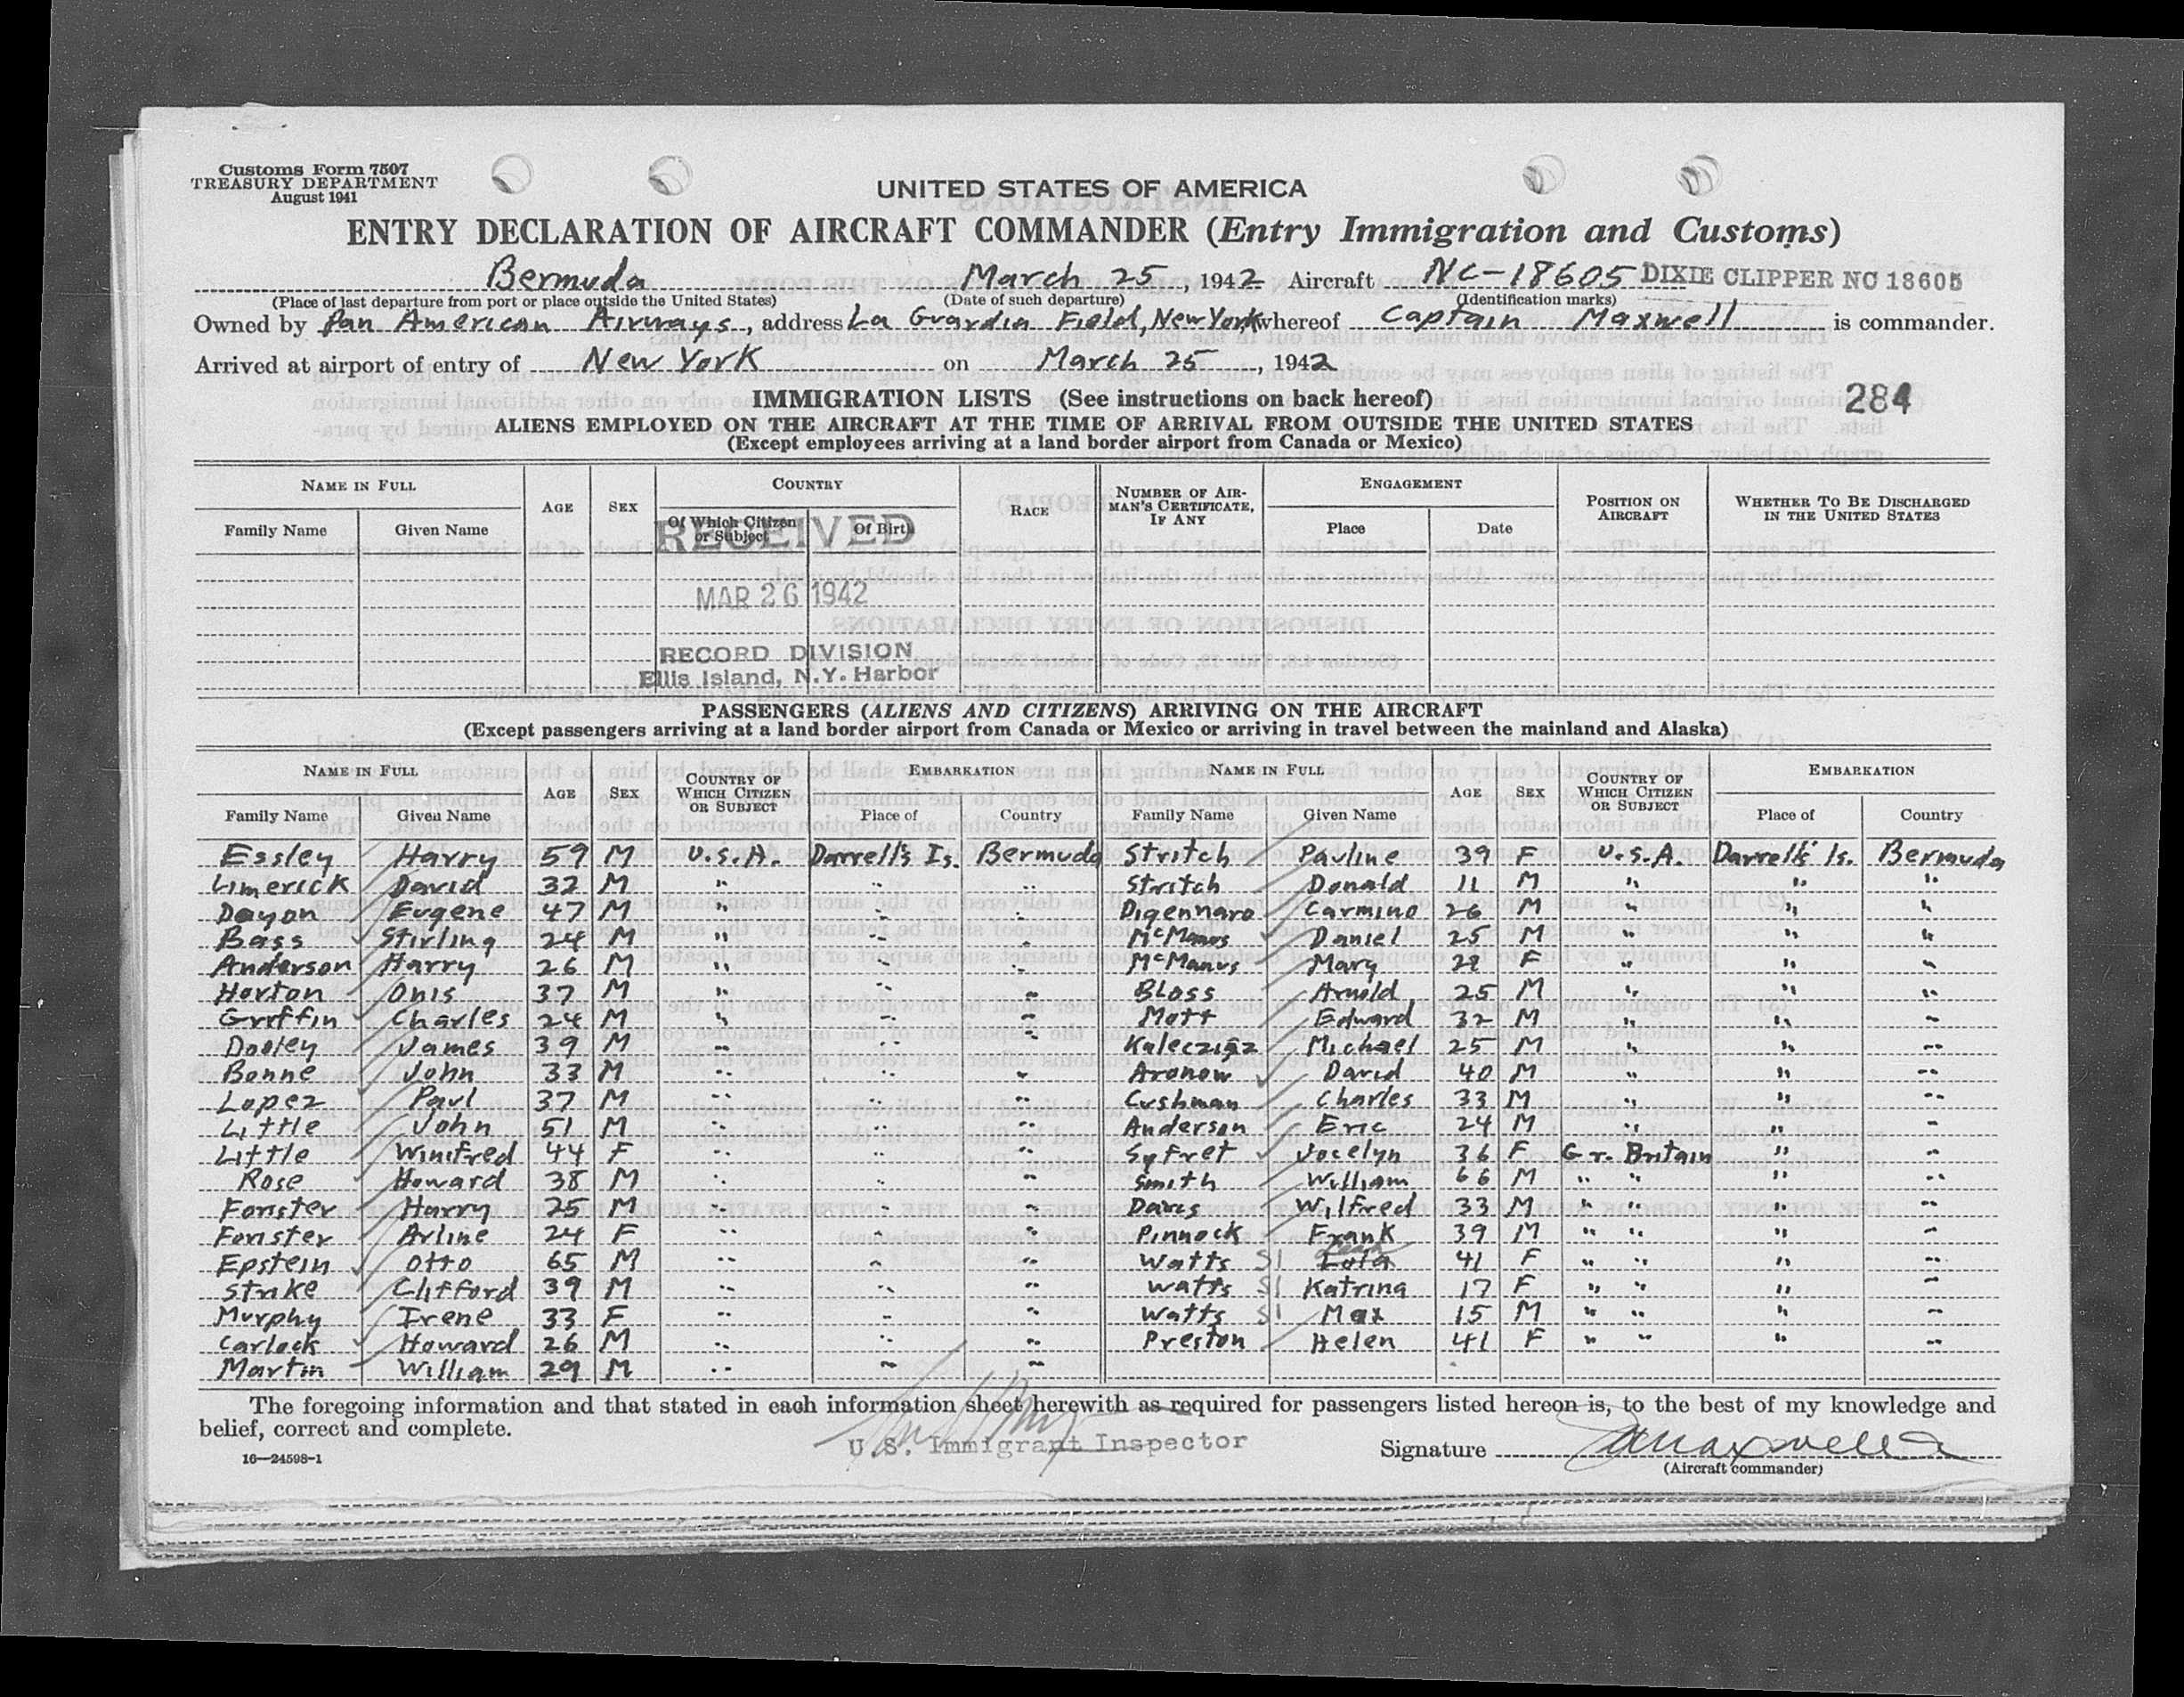 Customs Form 7507
TREASURY DEPARTMENT
August 1941
UNITED STATES OF AMERICA
ENTRY DECLARATION OF AIRCRAFT COMMANDER (Entry Immigration and Customs)
Bermuda March 25, 1942 Aircraft NC-18605 DIXIE CLIPPER NC 18605
(Place of last departure from port or place outside the United States) (Date of such departure) (Identification marks)
Owned by Pan American Airways, address La Guardia Field, New York, whereof Captain Maxwell is commander.
Arrived at airport of entry of New York on March 25, 1942
284
IMMIGRATION LISTS (See instructions on back hereof)
ALIENS EMPLOYED ON THE AIRCRAFT AT THE TIME OF ARRIVAL FROM OUTSIDE THE UNITED STATES
(Except employees arriving at a land border airport from Canada or Mexico)
NAME IN FULL AGE SEX COUNTRY RACE NUMBER OF AIRMAN'S CERTIFICATE, IF ANY ENGAGEMENT POSITION ON AIRCRAFT WHETHER TO BE DISCHARGED IN THE UNITED STATES
Family Name Given Name Of Which Citizen or Subject Of Birth Place Date
RECEIVED
MAR 26 1942
RECORD DIVISION
Ellis Island, N.Y. Harbor
PASSENGERS (ALIENS AND CITIZENS) ARRIVING ON THE AIRCRAFT
(Except passengers arriving at a land border airport from Canada or Mexico or arriving in travel between the mainland and Alaska)
NAME IN FULL AGE SEX COUNTRY OF WHICH CITIZEN OR SUBJECT EMBARKATION NAME IN FULL AGE SEX COUNTRY OF WHICH CITIZEN OR SUBJECT EMBARKATION
Family Name Given Name Place of Country Family Name Given Name Place of Country
Essley Harry 59 M U.S.A. Darrell's Is. Bermuda Stritch Pauline 39 F U.S.A. Darrell's Is. Bermuda
Limerick David 32 M " " " Stritch Donald 11 M " " "
Dayon Eugene 47 M " " " Digennaro Carmino 26 M " " "
Bass Stirling 24 M " " " McManus Daniel 25 M " " "
Anderson Harry 26 M " " " McManus Mary F " " "
Horton Onis 37 M " " " Bloss Arnold 25 M " " "
Griffin Charles 24 M " " " Mott Edward 32 M " " "
Dooley James 39 M " " " Michael 25 M " " "
Bonne John 33 M " " " Aronow David 40 M " " "
Lopez Paul 37 M " " " Cushman Charles 33 M " " "
Little John 51 M " " " Anderson Eric 24 M " " "
Little Winifred 44 F " " " Syfret Jocelyn 36 F Gr. Britain " "
Rose Howard 38 M " " " Smith William 66 M " " " "
Forister Harry 25 M " " " Davis Wilfred 33 M " " " "
Forister Arline 24 F " " " Pinnock Frank 39 M " " " "
Epstein Otto 65 M " " " Watts SI Lola 41 F " " " "
Strike Clifford 39 M " " " Watts SI Katrina 17 F " " " "
Murphy Irene 33 F " " " Watts SI Max 15 M " " " "
Carlock Howard 26 M " " " Preston Helen 41 F " " " "
Martin William 29 M " " "
The foregoing information and that stated in each information sheet herewith as required for passengers listed hereon is, to the best of my knowledge and
belief, correct and complete.
U.S. Immigrant Inspector
Signature
(Aircraft commander)
16—24598-1